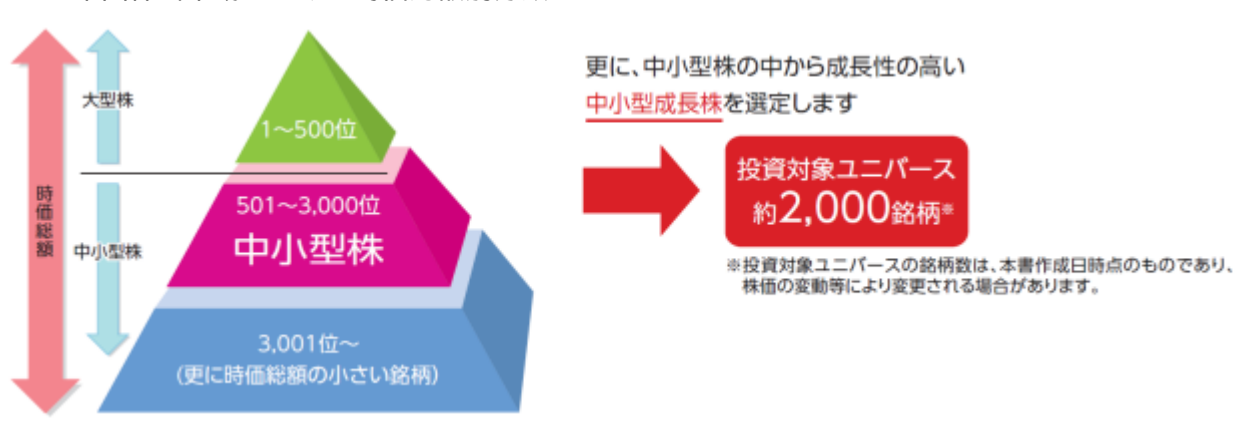 時価総額
大型株
中小型株
1～500位
501～3,000位
中小型株
3,001位～
(更に時価総額の小さい銘柄)
更に、中小型株の中から成長性の高い
中小型成長株を選定します
投資対象ユニバース
約2,000銘柄※
※投資対象ユニバースの銘柄数は、本書作成日時点のものであり、
株価の変動等により変更される場合があります。